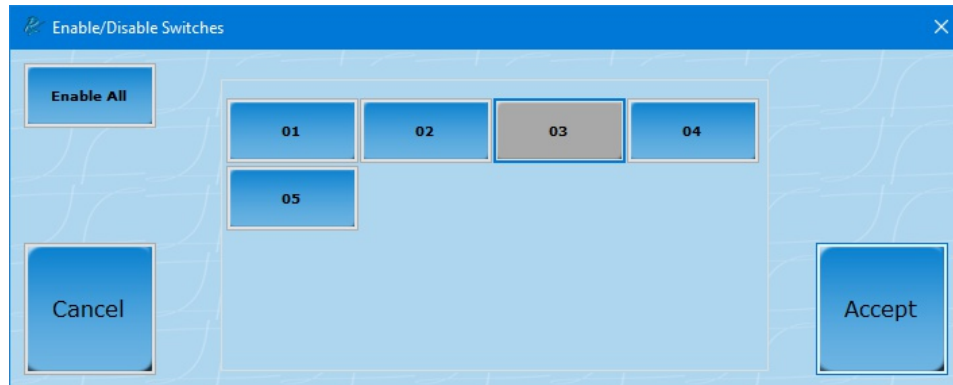 Enable/Disable Switches
Enable All
01
02
03
04
05
Cancel
Accept